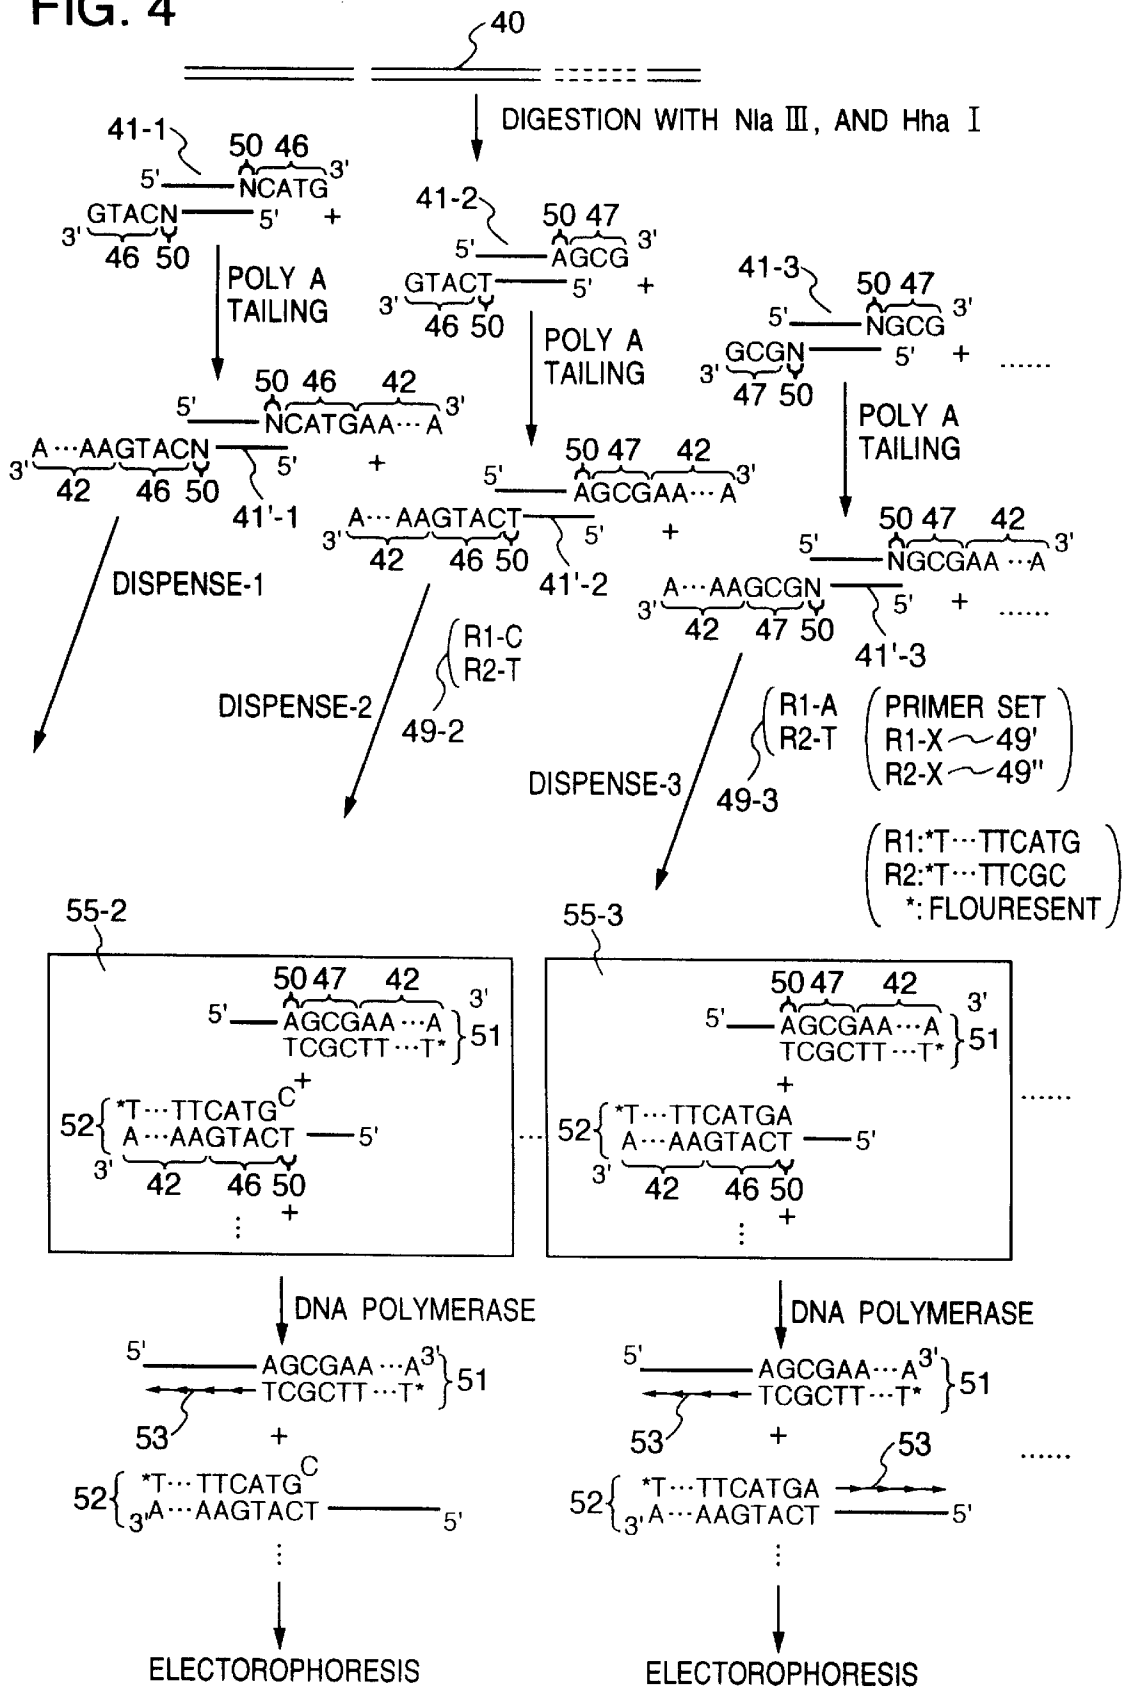 FIG. 4
40
DIGESTION WITH Nla III, AND Hha I
41-1
50 46
5' NCATG 3'
GTACN 5' +
3' 46 50
POLY A
TAILING
41-2
50 47
5' AGCG 3'
GTACT 5' +
3' 46 50
POLY A
TAILING
41-3
50 47
5' NGCG 3'
GCGN 5' + ......
3' 47 50
POLY A
TAILING
50 46 42
5' NCATGAA···A 3'
A···AAGTACN 5' +
3' 42 46 50
41'-1
50 47 42
5' AGCGAA···A 3'
A···AAGTACT 5' +
3' 42 46 50
41'-2
50 47 42
5' NGCGAA···A 3'
A···AAGCGN 5' + ......
3' 42 47 50
41'-3
DISPENSE-1
R1-C
R2-T
DISPENSE-2
49-2
R1-A
R2-T
DISPENSE-3
49-3
PRIMER SET
R1-X 49'
R2-X 49"
R1:*T···TTCATG
R2:*T···TTCGC
*: FLOURESENT
55-2
50 47 42
5' AGCGAA···A 3'
TCGCTT···T* 51
+
52 *T···TTCATGC
A···AAGTACT 5'
3' 42 46 50
+
⋮
....
55-3
50 47 42
5' AGCGAA···A 3'
TCGCTT···T* 51
+
52 *T···TTCATGA
A···AAGTACT 5'
3' 42 46 50
+
⋮
......
DNA POLYMERASE
5' AGCGAA···A 3'
TCGCTT···T* 51
53 +
52 *T···TTCATGC
3' A···AAGTACT 5'
⋮
ELECTOROPHORESIS
DNA POLYMERASE
5' AGCGAA···A 3'
TCGCTT···T* 51
53 + 53
52 *T···TTCATGA
3' A···AAGTACT 5'
......
⋮
ELECTOROPHORESIS